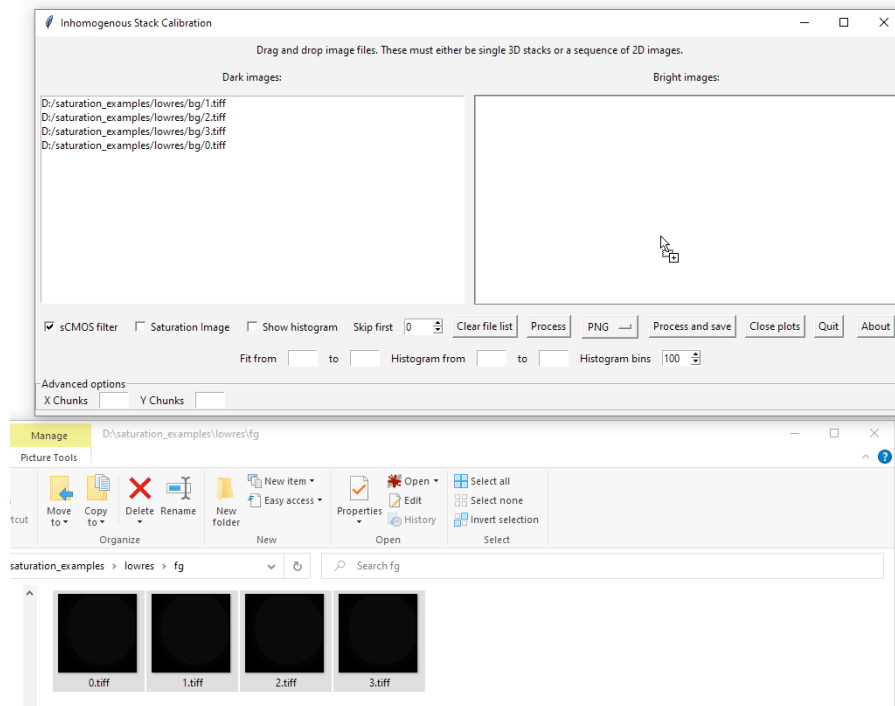 Inhomogenous Stack Calibration
Drag and drop image files. These must either be single 3D stacks or a sequence of 2D images.
Dark images: Bright images:
D:/saturation_examples/lowres/bg/1.tiff
D:/saturation_examples/lowres/bg/2.tiff
D:/saturation_examples/lowres/bg/3.tiff
D:/saturation_examples/lowres/bg/0.tiff
sCMOS filter Saturation Image Show histogram Skip first 0 Clear file list Process PNG Process and save Close plots Quit About
Fit from to Histogram from to Histogram bins 100
Advanced options
X Chunks Y Chunks
Manage D:\saturation_examples\lowres\fg
Picture Tools
rtcut Move to Copy to Delete Rename New folder New item Easy access Properties Open Edit History Select all Select none Invert selection
Organize New Open Select
saturation_examples > lowres > fg Search fg
0.tiff 1.tiff 2.tiff 3.tiff